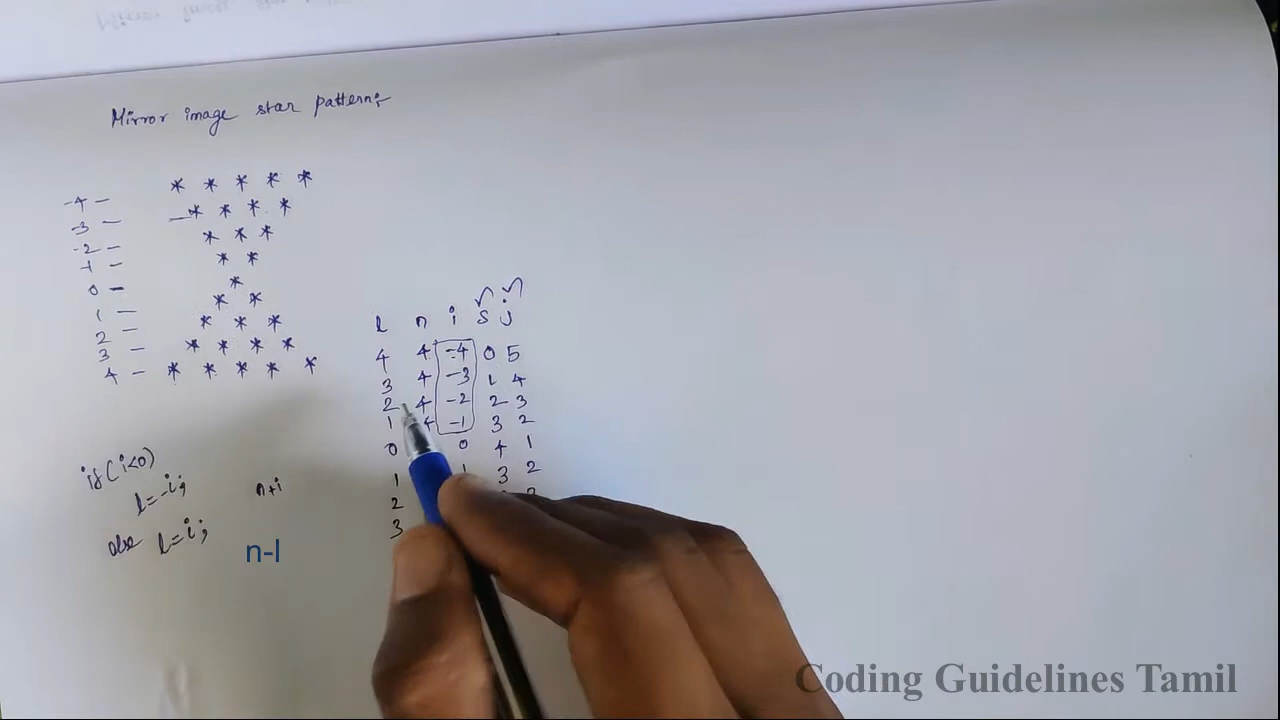 Mirror image star pattern:
-4 – * * * * *
-3 – –* * * *
-2 – * * *
-1 – * *
0 – *
1 – * *
2 – * * *
3 – * * * *
4 – * * * * *
if(i<0)
l=-i;
else l=i;
n+i
n-l
l n i s j
4 4 -4 0 5
3 4 -3 1 4
2 4 -2 2 3
1 4 -1 3 2
0 0 4 1
1 3 2
2
3
Coding Guidelines Tamil